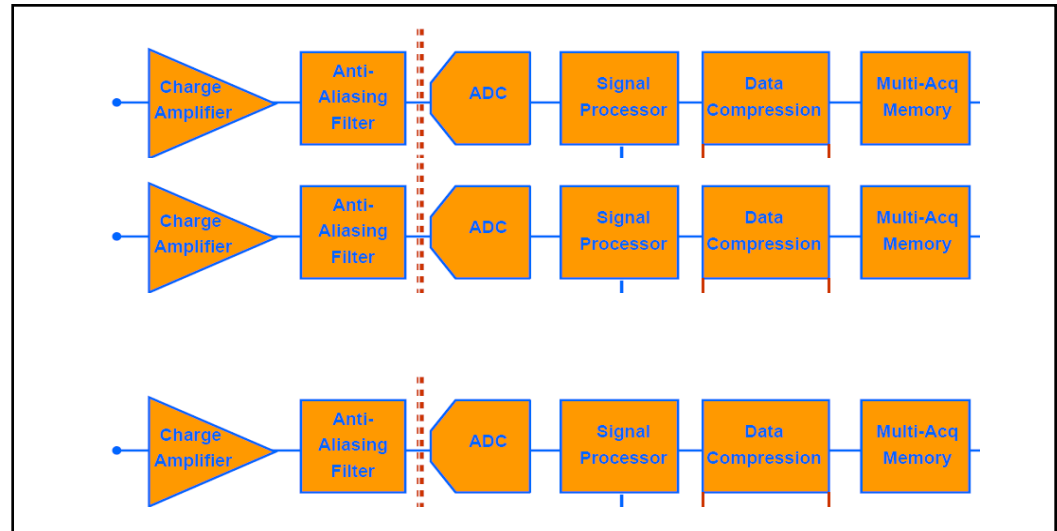 Charge
Amplifier
Anti-
Aliasing
Filter
ADC
Signal
Processor
Data
Compression
Multi-Acq
Memory
Charge
Amplifier
Anti-
Aliasing
Filter
ADC
Signal
Processor
Data
Compression
Multi-Acq
Memory
Charge
Amplifier
Anti-
Aliasing
Filter
ADC
Signal
Processor
Data
Compression
Multi-Acq
Memory